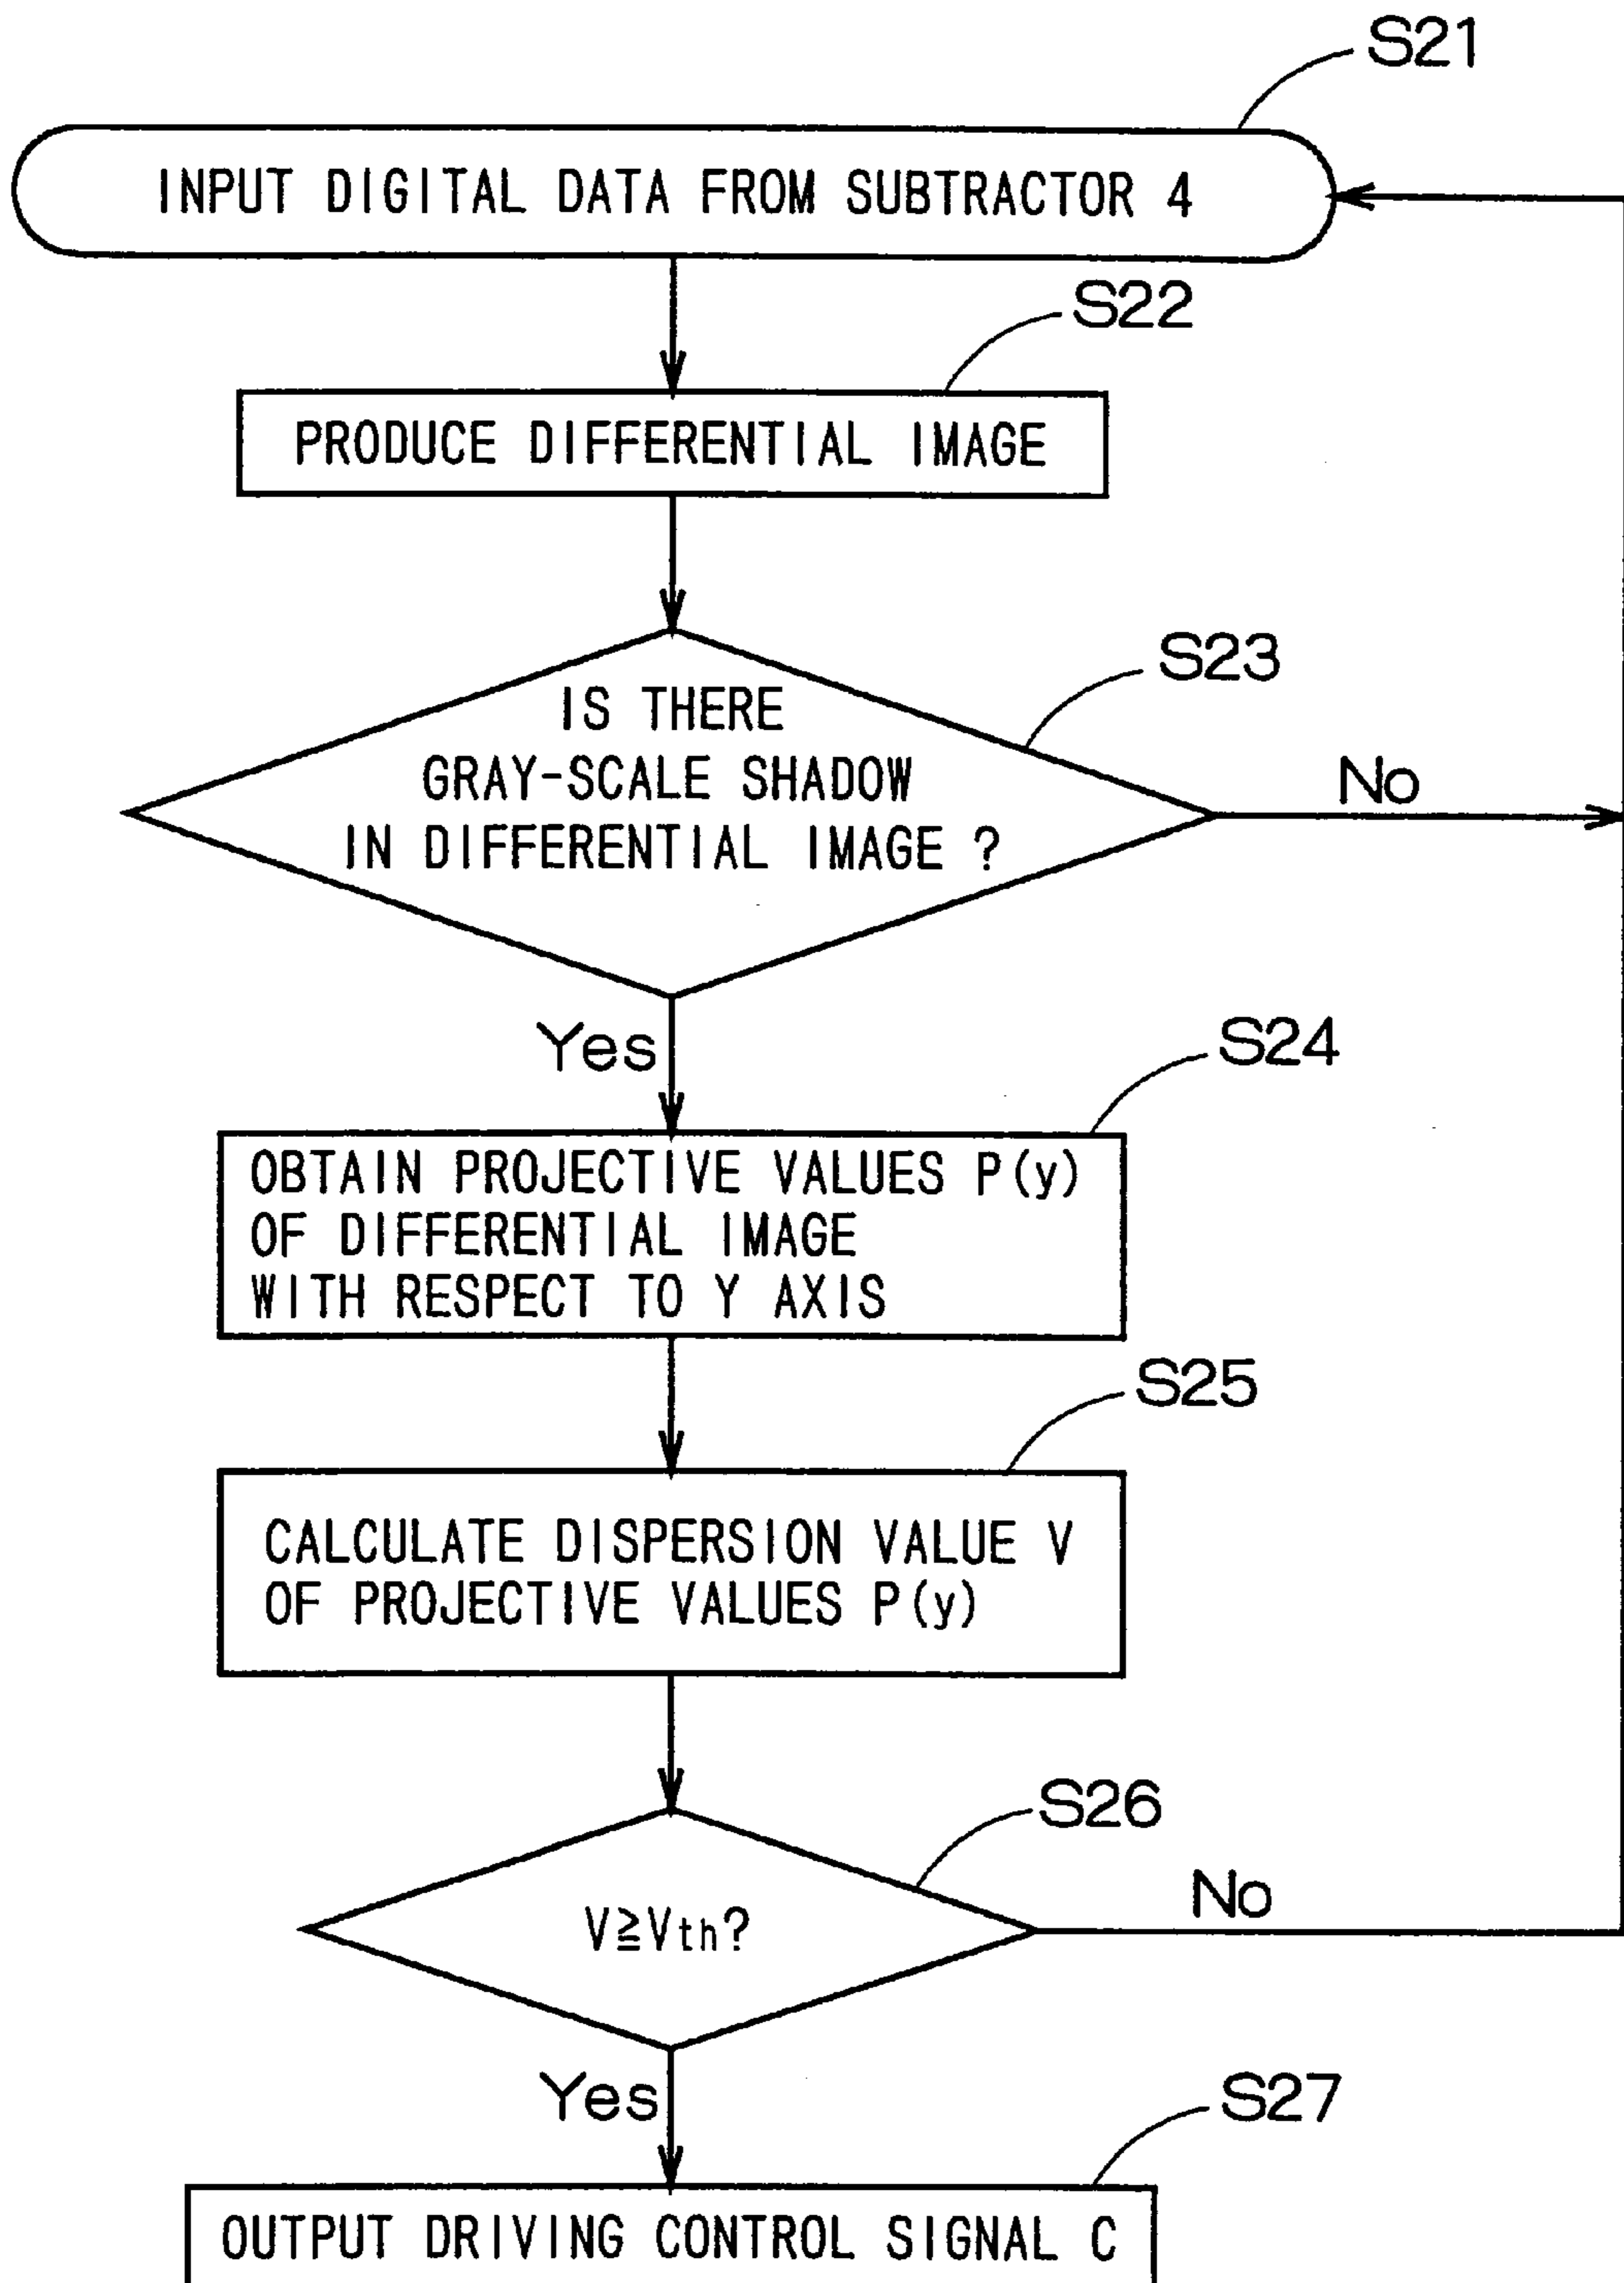 S21
INPUT DIGITAL DATA FROM SUBTRACTOR 4
S22
PRODUCE DIFFERENTIAL IMAGE
S23
IS THERE
GRAY-SCALE SHADOW
IN DIFFERENTIAL IMAGE ?
No
Yes
S24
OBTAIN PROJECTIVE VALUES P(y)
OF DIFFERENTIAL IMAGE
WITH RESPECT TO Y AXIS
S25
CALCULATE DISPERSION VALUE V
OF PROJECTIVE VALUES P(y)
S26
V≧Vth?
No
Yes
S27
OUTPUT DRIVING CONTROL SIGNAL C